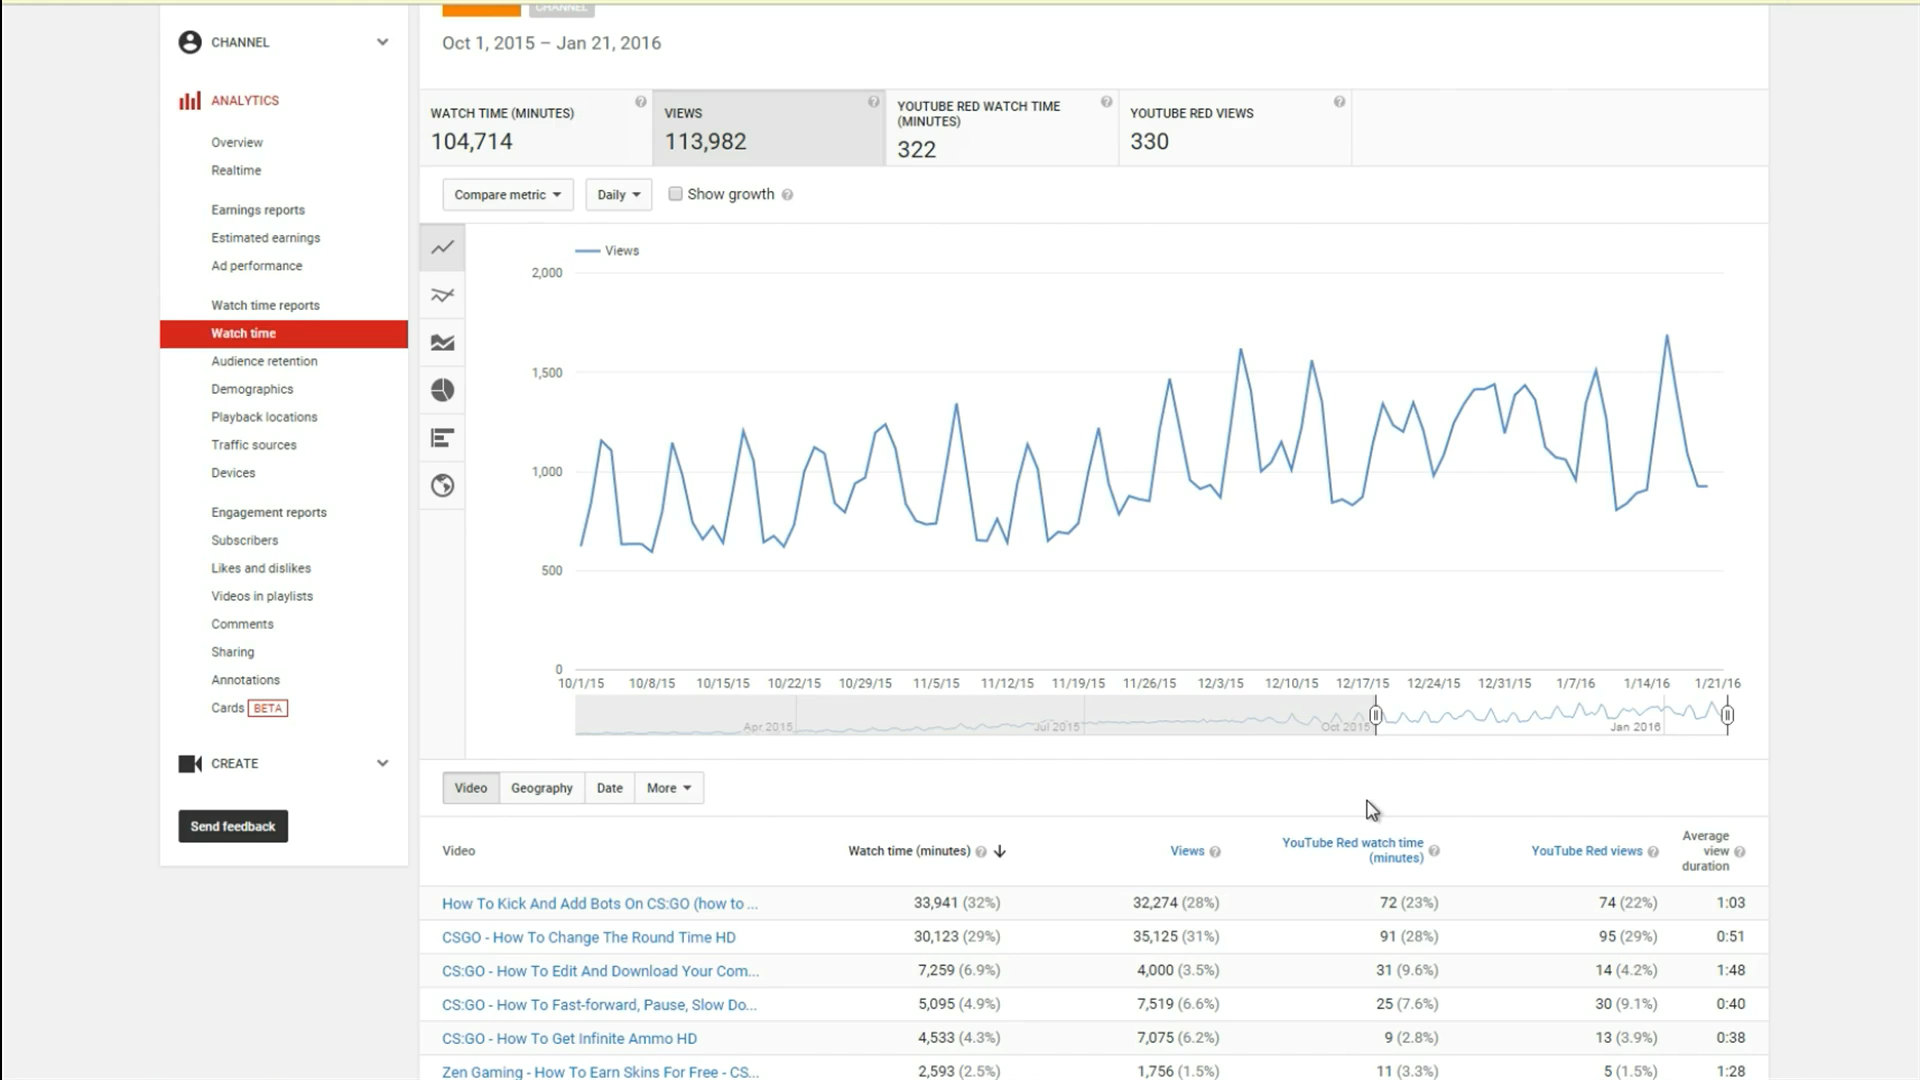 CHANNEL
Oct 1, 2015 – Jan 21, 2016
CHANNEL
ANALYTICS
Overview
Realtime
Earnings reports
Estimated earnings
Ad performance
Watch time reports
Watch time
Audience retention
Demographics
Playback locations
Traffic sources
Devices
Engagement reports
Subscribers
Likes and dislikes
Videos in playlists
Comments
Sharing
Annotations
Cards BETA
CREATE
Send feedback
WATCH TIME (MINUTES)
104,714
VIEWS
113,982
YOUTUBE RED WATCH TIME
(MINUTES)
322
YOUTUBE RED VIEWS
330
Compare metric Daily Show growth
Views
2,000
1,500
1,000
500
0
10/1/15 10/8/15 10/15/15 10/22/15 10/29/15 11/5/15 11/12/15 11/19/15 11/26/15 12/3/15 12/10/15 12/17/15 12/24/15 12/31/15 1/7/16 1/14/16 1/21/16
Apr 2015 Jul 2015 Oct 2015 Jan 2016
Video Geography Date More
Video Watch time (minutes) Views YouTube Red watch time (minutes) YouTube Red views Average view duration
How To Kick And Add Bots On CS:GO (how to ... 33,941 (32%) 32,274 (28%) 72 (23%) 74 (22%) 1:03
CSGO - How To Change The Round Time HD 30,123 (29%) 35,125 (31%) 91 (28%) 95 (29%) 0:51
CS:GO - How To Edit And Download Your Com... 7,259 (6.9%) 4,000 (3.5%) 31 (9.6%) 14 (4.2%) 1:48
CS:GO - How To Fast-forward, Pause, Slow Do... 5,095 (4.9%) 7,519 (6.6%) 25 (7.6%) 30 (9.1%) 0:40
CS:GO - How To Get Infinite Ammo HD 4,533 (4.3%) 7,075 (6.2%) 9 (2.8%) 13 (3.9%) 0:38
Zen Gaming - How To Earn Skins For Free - CS... 2,593 (2.5%) 1,756 (1.5%) 11 (3.3%) 5 (1.5%) 1:28